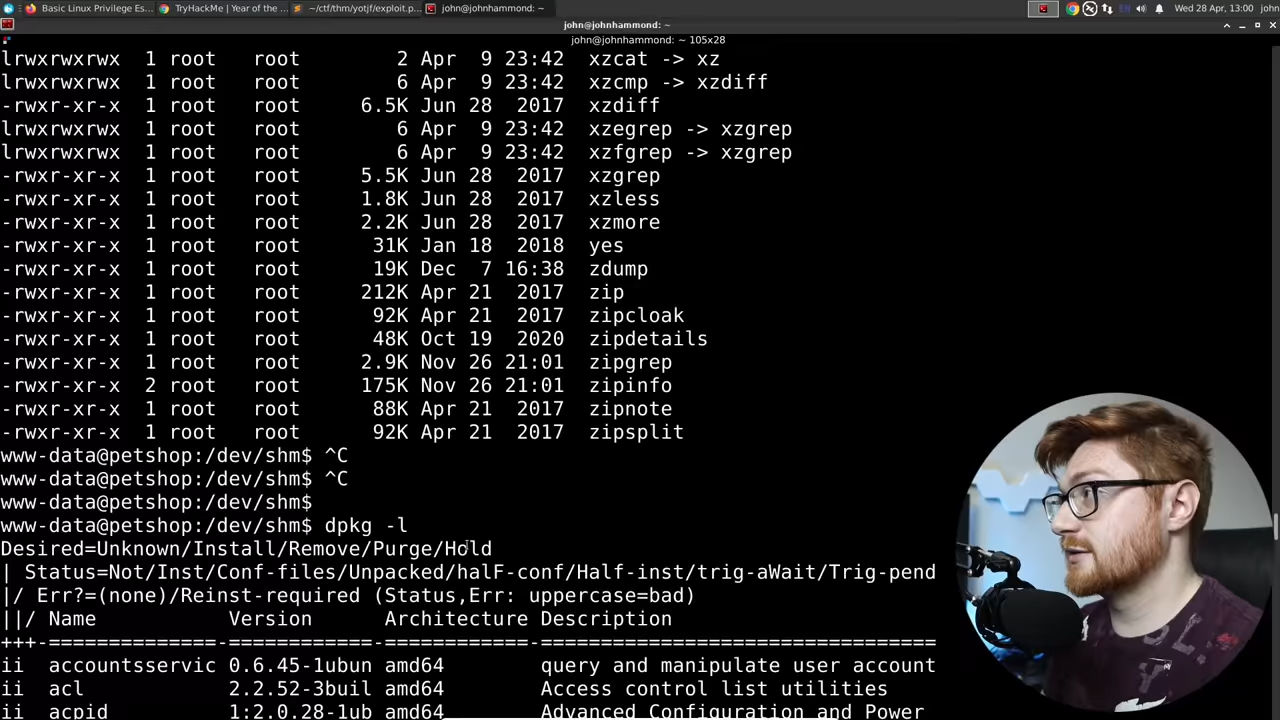 Basic Linux Privilege Es...
TryHackMe | Year of the ...
~/ctf/thm/yotjf/exploit.p...
john@johnhammond: ~
EN
Wed 28 Apr, 13:00
john
john@johnhammond: ~
john@johnhammond: ~ 105x28
lrwxrwxrwx 1 root root 2 Apr 9 23:42 xzcat -> xz
lrwxrwxrwx 1 root root 6 Apr 9 23:42 xzcmp -> xzdiff
-rwxr-xr-x 1 root root 6.5K Jun 28 2017 xzdiff
lrwxrwxrwx 1 root root 6 Apr 9 23:42 xzegrep -> xzgrep
lrwxrwxrwx 1 root root 6 Apr 9 23:42 xzfgrep -> xzgrep
-rwxr-xr-x 1 root root 5.5K Jun 28 2017 xzgrep
-rwxr-xr-x 1 root root 1.8K Jun 28 2017 xzless
-rwxr-xr-x 1 root root 2.2K Jun 28 2017 xzmore
-rwxr-xr-x 1 root root 31K Jan 18 2018 yes
-rwxr-xr-x 1 root root 19K Dec 7 16:38 zdump
-rwxr-xr-x 1 root root 212K Apr 21 2017 zip
-rwxr-xr-x 1 root root 92K Apr 21 2017 zipcloak
-rwxr-xr-x 1 root root 48K Oct 19 2020 zipdetails
-rwxr-xr-x 1 root root 2.9K Nov 26 21:01 zipgrep
-rwxr-xr-x 2 root root 175K Nov 26 21:01 zipinfo
-rwxr-xr-x 1 root root 88K Apr 21 2017 zipnote
-rwxr-xr-x 1 root root 92K Apr 21 2017 zipsplit
www-data@petshop:/dev/shm$ ^C
www-data@petshop:/dev/shm$ ^C
www-data@petshop:/dev/shm$
www-data@petshop:/dev/shm$ dpkg -l
Desired=Unknown/Install/Remove/Purge/Hold
| Status=Not/Inst/Conf-files/Unpacked/halF-conf/Half-inst/trig-aWait/Trig-pend
|/ Err?=(none)/Reinst-required (Status,Err: uppercase=bad)
||/ Name Version Architecture Description
+++-==============-============-============-=================================
ii accountsservic 0.6.45-1ubun amd64 query and manipulate user account
ii acl 2.2.52-3buil amd64 Access control list utilities
ii acpid 1:2.0.28-1ub amd64 Advanced Configuration and Power